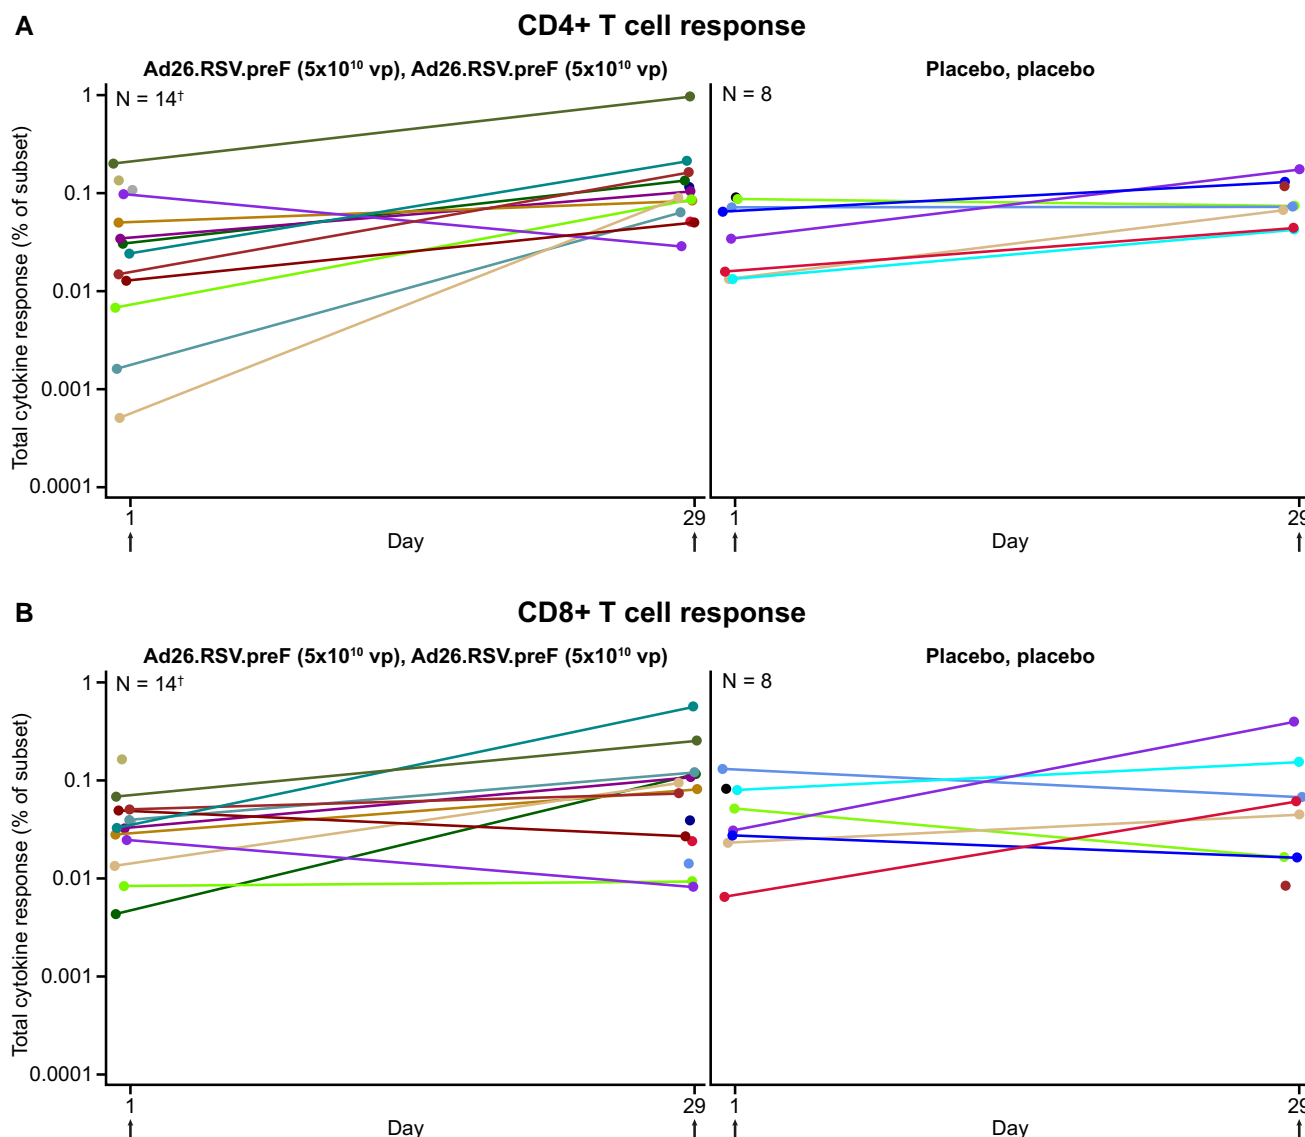 A
CD4+ T cell response
Ad26.RSV.preF (5x10¹⁰ vp), Ad26.RSV.preF (5x10¹⁰ vp)
Placebo, placebo
N = 14†
N = 8
Total cytokine response (% of subset)
1
0.1
0.01
0.001
0.0001
1
29
1
29
Day
Day
B
CD8+ T cell response
Ad26.RSV.preF (5x10¹⁰ vp), Ad26.RSV.preF (5x10¹⁰ vp)
Placebo, placebo
N = 14†
N = 8
Total cytokine response (% of subset)
1
0.1
0.01
0.001
0.0001
1
29
1
29
Day
Day